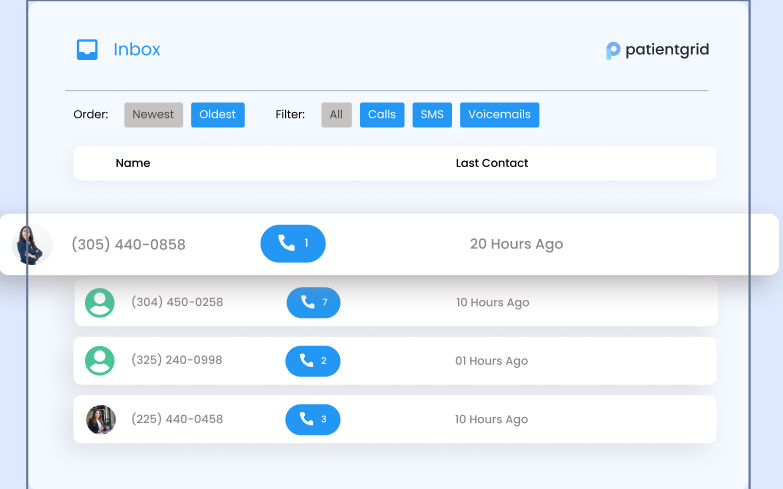 Inbox
patientgrid
Order: Newest Oldest Filter: All Calls SMS Voicemails
Name Last Contact
(305) 440-0858 1 20 Hours Ago
(304) 450-0258 7 10 Hours Ago
(325) 240-0998 2 01 Hours Ago
(225) 440-0458 3 10 Hours Ago